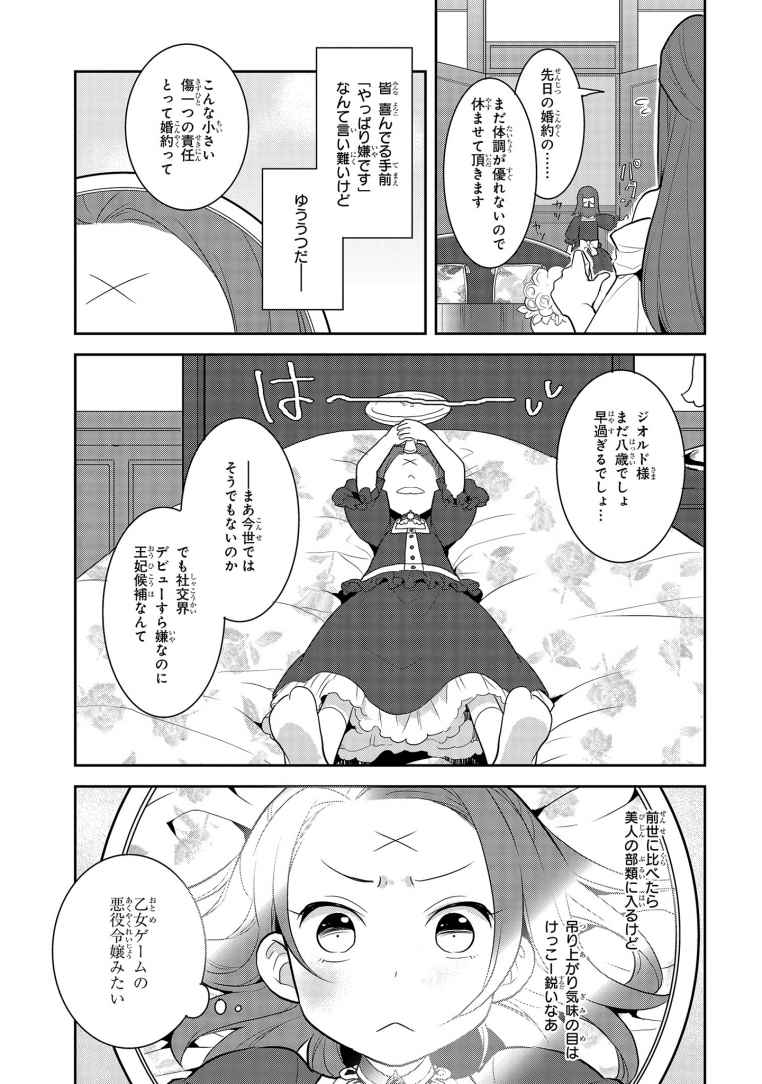 先日の婚約の……
まだ体調が
優れないので
休ませて頂きます
皆 喜んでる手前
「やっぱり嫌です」
なんて言い難いけど
ゆううつだ――
こんな小さい
傷一つの責任
とって婚約って
ジオルド様
まだ八歳でしょ
早過ぎるでしょ…
は
――まあ今世では
そうでもないのか
でも社交界
デビューすら嫌なのに
王妃候補なんて
前世に比べたら
美人の部類に入るけど
吊り上がり気味の目は
けっこー鋭いなあ
乙女ゲームの
悪役令嬢みたい